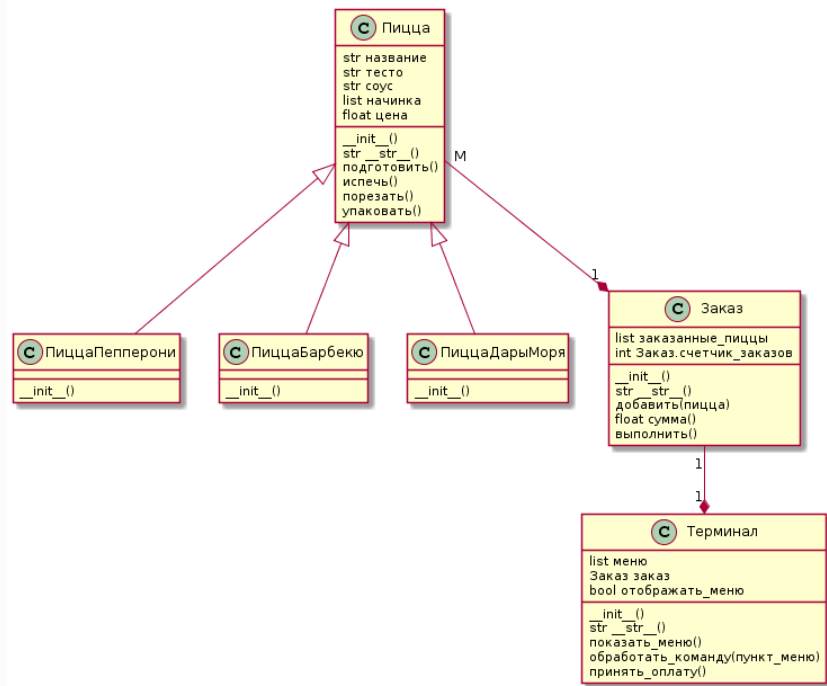 C Пицца
str название
str тесто
str соус
list начинка
float цена
__init__()
str __str__()
подготовить()
испечь()
порезать()
упаковать()
M
1
C ПиццаПепперони
__init__()
C ПиццаБарбекю
__init__()
C ПиццаДарыМоря
__init__()
C Заказ
list заказанные_пиццы
int Заказ.счетчик_заказов
__init__()
str __str__()
добавить(пицца)
float сумма()
выполнить()
1
1
C Терминал
list меню
Заказ заказ
bool отображать_меню
__init__()
str __str__()
показать_меню()
обработать_команду(пункт_меню)
принять_оплату()